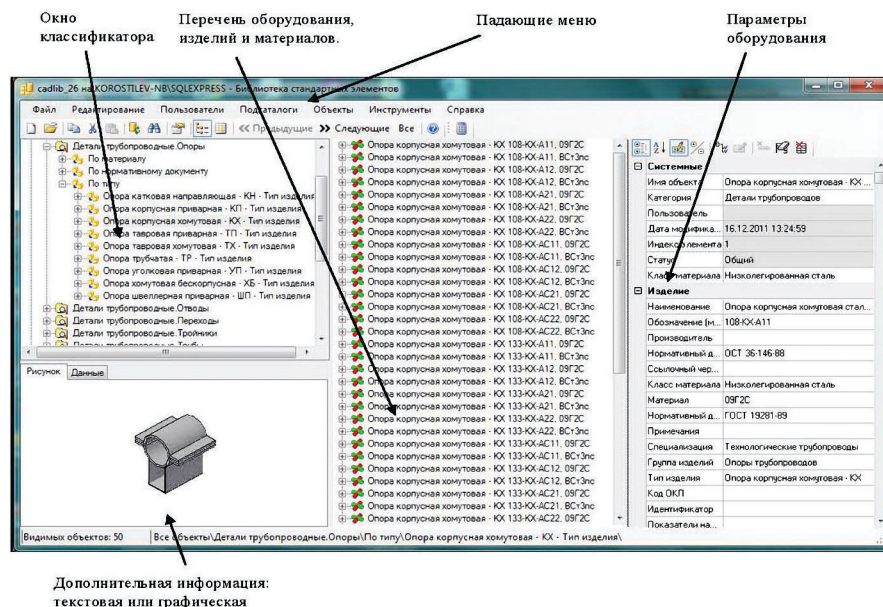 Окно
классификатора
Перечень оборудования,
изделий и материалов.
Падающие меню
Параметры
оборудования
cadlib_26 на KOROSTILEV-NB\SQLEXPRESS - Библиотека стандартных элементов
Файл Редактирование Пользователи Подкаталоги Объекты Инструменты Справка
<< Предыдущие >> Следующие Все
Детали трубопроводные.Опоры
По материалу
По нормативному документу
По типу
Опора катковая направляющая - КН - Тип изделия
Опора корпусная приварная - КП - Тип изделия
Опора корпусная хомутовая - КХ - Тип изделия
Опора тавровая приварная - ТП - Тип изделия
Опора тавровая хомутовая - ТХ - Тип изделия
Опора трубчатая - ТР - Тип изделия
Опора уголковая приварная - УП - Тип изделия
Опора хомутовая бескорпусная - ХБ - Тип изделия
Опора швеллерная приварная - ШП - Тип изделия
Детали трубопроводные.Отводы
Детали трубопроводные.Переходы
Детали трубопроводные.Тройники
Детали трубопроводные.Трубы
Рисунок Данные
Опора корпусная хомутовая - КХ 108-КХ-А11, 09Г2С
Опора корпусная хомутовая - КХ 108-КХ-А11, ВСт3пс
Опора корпусная хомутовая - КХ 108-КХ-А12, 09Г2С
Опора корпусная хомутовая - КХ 108-КХ-А12, ВСт3пс
Опора корпусная хомутовая - КХ 108-КХ-А21, 09Г2С
Опора корпусная хомутовая - КХ 108-КХ-А21, ВСт3пс
Опора корпусная хомутовая - КХ 108-КХ-А22, 09Г2С
Опора корпусная хомутовая - КХ 108-КХ-А22, ВСт3пс
Опора корпусная хомутовая - КХ 108-КХ-АС11, 09Г2С
Опора корпусная хомутовая - КХ 108-КХ-АС11, ВСт3пс
Опора корпусная хомутовая - КХ 108-КХ-АС12, 09Г2С
Опора корпусная хомутовая - КХ 108-КХ-АС12, ВСт3пс
Опора корпусная хомутовая - КХ 108-КХ-АС21, 09Г2С
Опора корпусная хомутовая - КХ 108-КХ-АС21, ВСт3пс
Опора корпусная хомутовая - КХ 108-КХ-АС22, 09Г2С
Опора корпусная хомутовая - КХ 108-КХ-АС22, ВСт3пс
Опора корпусная хомутовая - КХ 133-КХ-А11, 09Г2С
Опора корпусная хомутовая - КХ 133-КХ-А11, ВСт3пс
Опора корпусная хомутовая - КХ 133-КХ-А12, 09Г2С
Опора корпусная хомутовая - КХ 133-КХ-А12, ВСт3пс
Опора корпусная хомутовая - КХ 133-КХ-А21, 09Г2С
Опора корпусная хомутовая - КХ 133-КХ-А21, ВСт3пс
Опора корпусная хомутовая - КХ 133-КХ-А22, 09Г2С
Опора корпусная хомутовая - КХ 133-КХ-А22, ВСт3пс
Опора корпусная хомутовая - КХ 133-КХ-АС11, 09Г2С
Опора корпусная хомутовая - КХ 133-КХ-АС11, ВСт3пс
Опора корпусная хомутовая - КХ 133-КХ-АС12, 09Г2С
Опора корпусная хомутовая - КХ 133-КХ-АС12, ВСт3пс
Опора корпусная хомутовая - КХ 133-КХ-АС21, 09Г2С
Опора корпусная хомутовая - КХ 133-КХ-АС21, ВСт3пс
Опора корпусная хомутовая - КХ 133-КХ-АС22, 09Г2С
Системные
Имя объекта Опора корпусная хомутовая - КХ ...
Категория Детали трубопроводов
Пользователь
Дата модифика... 16.12.2011 13:24:59
Индекс элемента 1
Статус Общий
Класс материала Низколегированная сталь
Изделие
Наименование Опора корпусная хомутовая стал...
Обозначение (м... 108-КХ-А11
Производитель
Нормативный д... ОСТ 36-146-88
Ссылочный чер...
Класс материала Низколегированная сталь
Материал 09Г2С
Нормативный д... ГОСТ 19281-89
Примечания
Специализация Технологические трубопроводы
Группа изделий Опоры трубопроводов
Тип изделия Опора корпусная хомутовая - КХ
Код ОКП
Идентификатор
Показатели на...
Видимых объектов: 50 Все объекты\Детали трубопроводные.Опоры\По типу\Опора корпусная хомутовая - КХ - Тип изделия\
Дополнительная информация:
текстовая или графическая